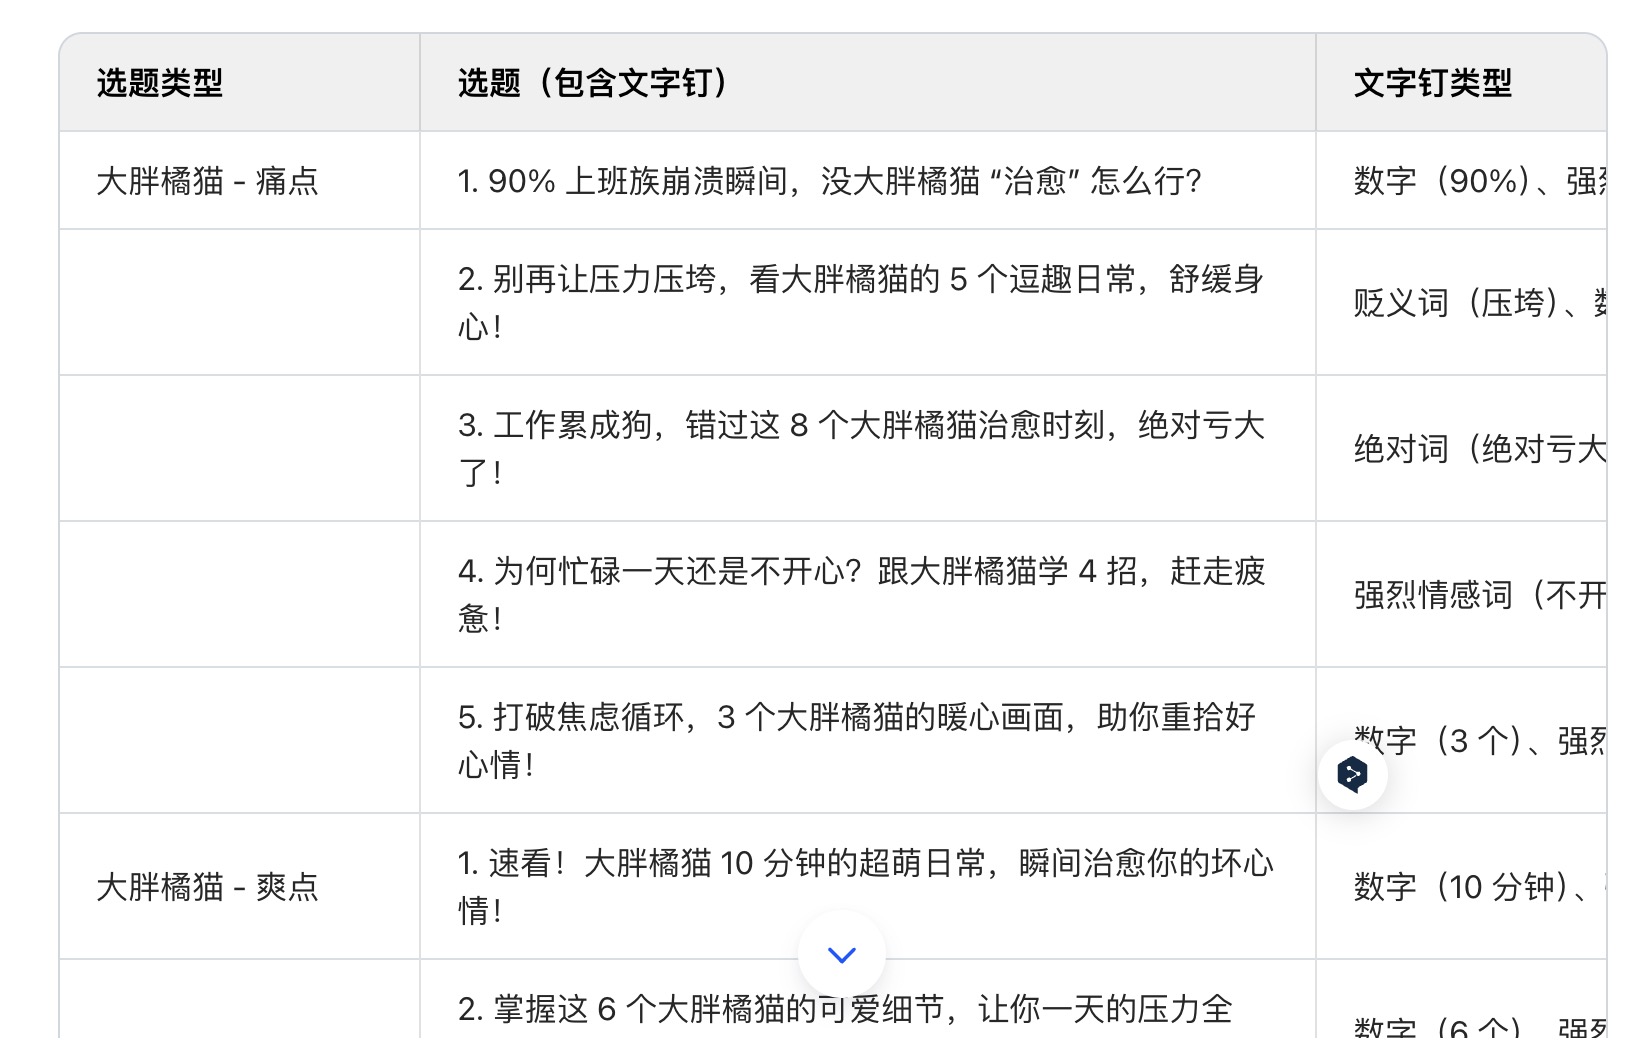 选题类型
选题（包含文字钉）
文字钉类型
大胖橘猫 - 痛点
1. 90% 上班族崩溃瞬间，没大胖橘猫 “治愈” 怎么行？
数字（90%）、强烈
2. 别再让压力压垮，看大胖橘猫的 5 个逗趣日常，舒缓身
心！
贬义词（压垮）、数
3. 工作累成狗，错过这 8 个大胖橘猫治愈时刻，绝对亏大
了！
绝对词（绝对亏大
4. 为何忙碌一天还是不开心？跟大胖橘猫学 4 招，赶走疲
惫！
强烈情感词（不开
5. 打破焦虑循环，3 个大胖橘猫的暖心画面，助你重拾好
心情！
数字（3 个）、强烈
大胖橘猫 - 爽点
1. 速看！大胖橘猫 10 分钟的超萌日常，瞬间治愈你的坏心
情！
数字（10 分钟）、
2. 掌握这 6 个大胖橘猫的可爱细节，让你一天的压力全
数字（6 个）、强烈